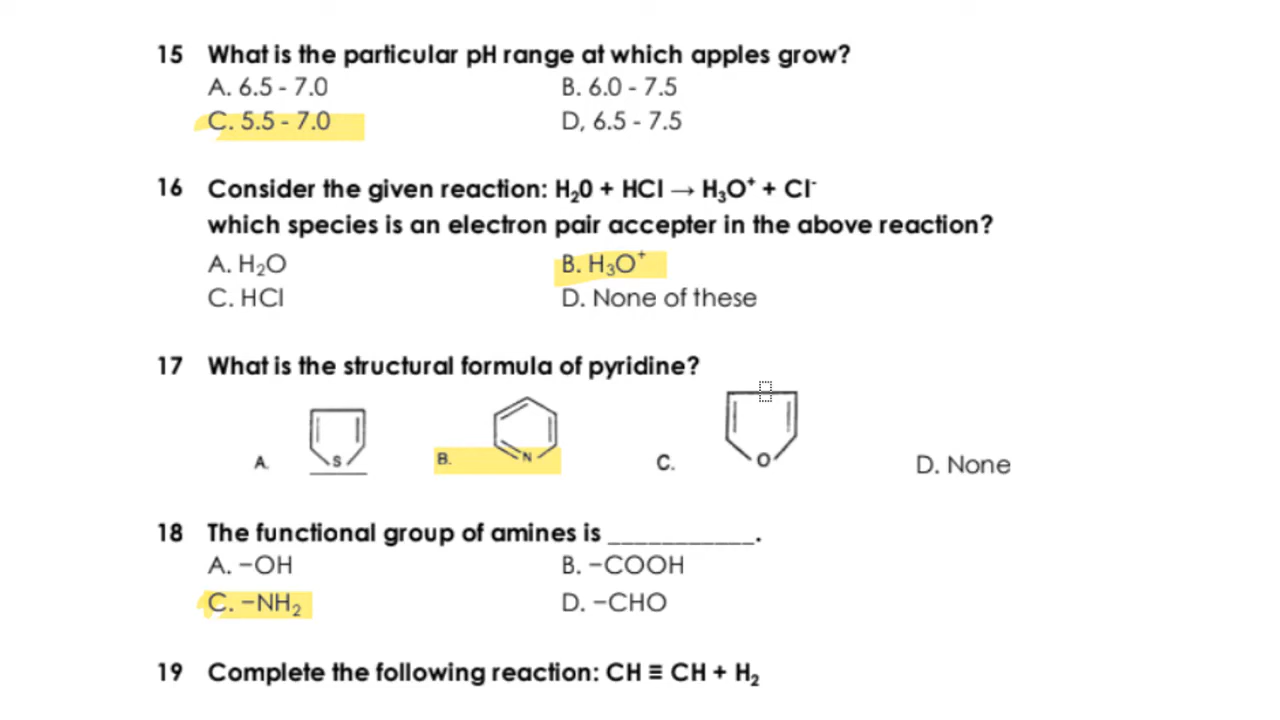 15 What is the particular pH range at which apples grow?
A. 6.5 - 7.0 B. 6.0 - 7.5
C. 5.5 - 7.0 D, 6.5 - 7.5
16 Consider the given reaction: H₂0 + HCl → H₃O⁺ + Cl⁻
which species is an electron pair accepter in the above reaction?
A. H₂O B. H₃O⁺
C. HCl D. None of these
17 What is the structural formula of pyridine?
A. S B. N C. O D. None
18 The functional group of amines is ___________.
A. −OH B. −COOH
C. −NH₂ D. −CHO
19 Complete the following reaction: CH ≡ CH + H₂